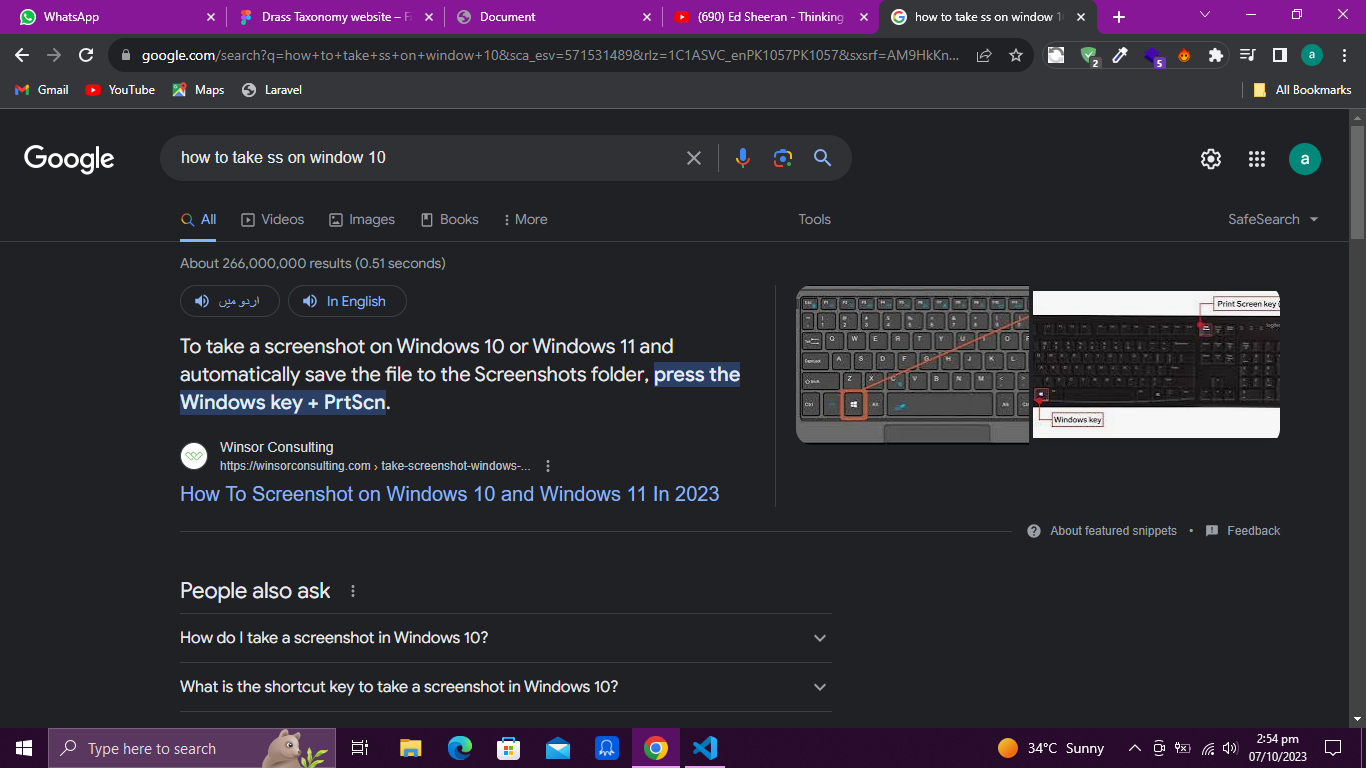 WhatsApp
Drass Taxonomy website – Fi
Document
(690) Ed Sheeran - Thinking
how to take ss on window 10
google.com/search?q=how+to+take+ss+on+window+10&sca_esv=571531489&rlz=1C1ASVC_enPK1057PK1057&sxsrf=AM9HkKn...
2
5
a
Gmail
YouTube
Maps
Laravel
All Bookmarks
Google
how to take ss on window 10
a
All
Videos
Images
Books
More
Tools
SafeSearch
About 266,000,000 results (0.51 seconds)
اردو میں
In English
To take a screenshot on Windows 10 or Windows 11 and
automatically save the file to the Screenshots folder, press the
Windows key + PrtScn.
Print Screen key (
Windows key
Winsor Consulting
https://winsorconsulting.com › take-screenshot-windows-...
How To Screenshot on Windows 10 and Windows 11 In 2023
About featured snippets
•
Feedback
People also ask
How do I take a screenshot in Windows 10?
What is the shortcut key to take a screenshot in Windows 10?
Type here to search
34°C Sunny
2:54 pm
07/10/2023